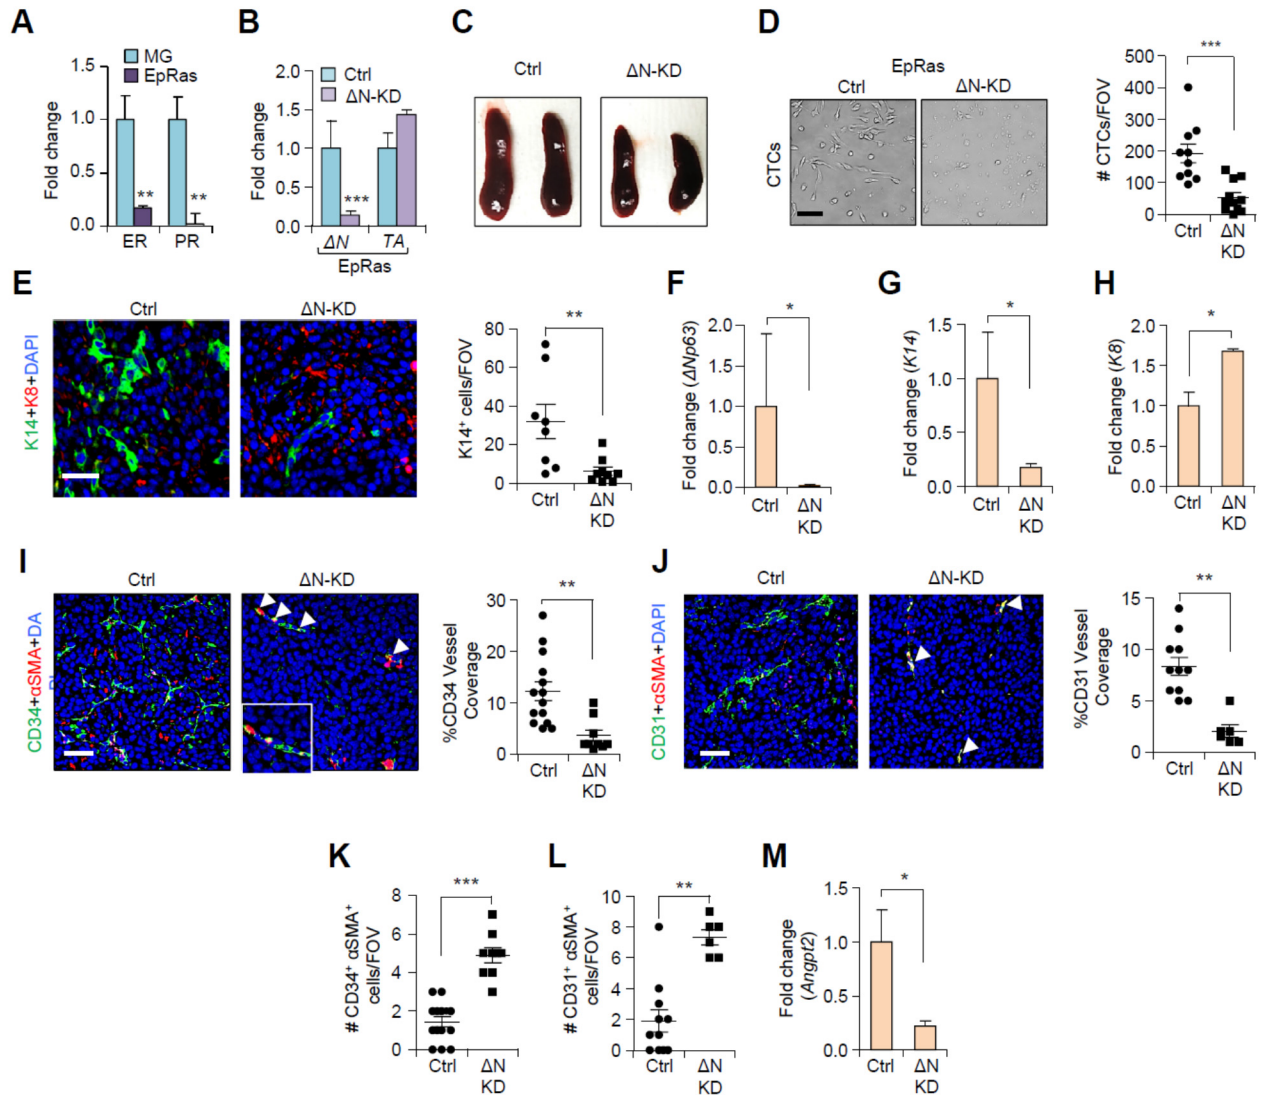 A
Fold change
1.5
1.0
0.5
0.0
MG
EpRas
**
**
ER PR
B
Fold change
2.0
1.5
1.0
0.5
0.0
Ctrl
ΔN-KD
***
ΔN TA
EpRas
C
Ctrl ΔN-KD
D
EpRas
Ctrl ΔN-KD
CTCs
# CTCs/FOV
500
400
300
200
100
0
***
Ctrl ΔN
KD
E
Ctrl ΔN-KD
K14+K8+DAPI
K14⁺ cells/FOV
80
60
40
20
0
**
Ctrl ΔN
KD
F
Fold change (ΔNp63)
2.0
1.5
1.0
0.5
0.0
*
Ctrl ΔN
KD
G
Fold change (K14)
1.5
1.0
0.5
0.0
*
Ctrl ΔN
KD
H
Fold change (K8)
2.0
1.5
1.0
0.5
0.0
*
Ctrl ΔN
KD
I
Ctrl ΔN-KD
CD34+αSMA+DA
PI
%CD34 Vessel
Coverage
30
20
10
0
**
Ctrl ΔN
KD
J
Ctrl ΔN-KD
CD31+αSMA+DAPI
%CD31 Vessel
Coverage
15
10
5
0
**
Ctrl ΔN
KD
K
# CD34⁺ αSMA⁺
cells/FOV
8
6
4
2
0
***
Ctrl ΔN
KD
L
# CD31⁺ αSMA⁺
cells/FOV
10
8
6
4
2
0
**
Ctrl ΔN
KD
M
Fold change
(Angpt2)
1.5
1.0
0.5
0.0
*
Ctrl ΔN
KD